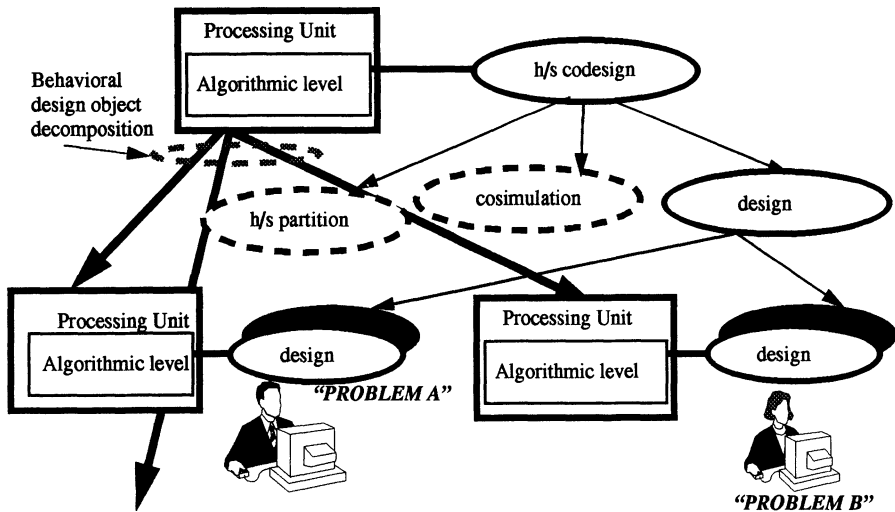 Processing Unit
Algorithmic level
h/s codesign
Behavioral
design object
decomposition
h/s partition
cosimulation
design
Processing Unit
Algorithmic level
design
"PROBLEM A"
Processing Unit
Algorithmic level
design
"PROBLEM B"